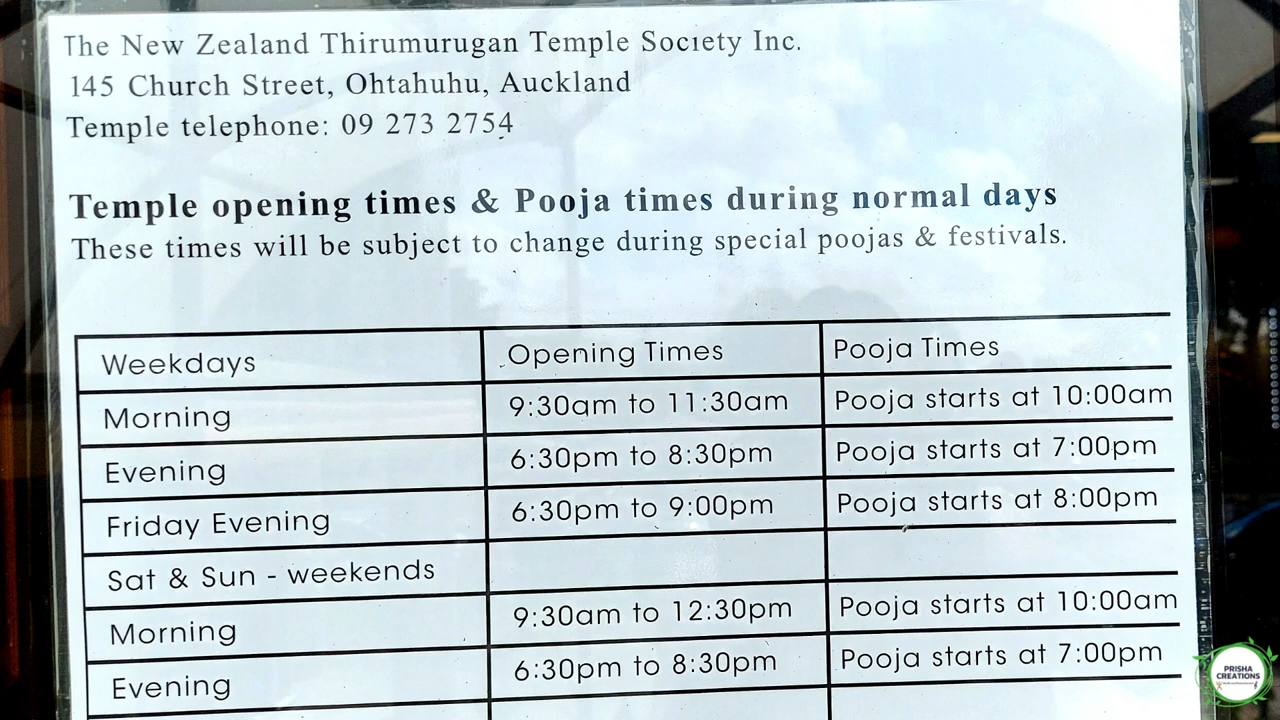 The New Zealand Thirumurugan Temple Society Inc.
145 Church Street, Ohtahuhu, Auckland
Temple telephone: 09 273 2754
Temple opening times & Pooja times during normal days
These times will be subject to change during special poojas & festivals.
Weekdays Opening Times Pooja Times
Morning 9:30am to 11:30am Pooja starts at 10:00am
Evening 6:30pm to 8:30pm Pooja starts at 7:00pm
Friday Evening 6:30pm to 9:00pm Pooja starts at 8:00pm
Sat & Sun - weekends
Morning 9:30am to 12:30pm Pooja starts at 10:00am
Evening 6:30pm to 8:30pm Pooja starts at 7:00pm
PRISHA
CREATIONS